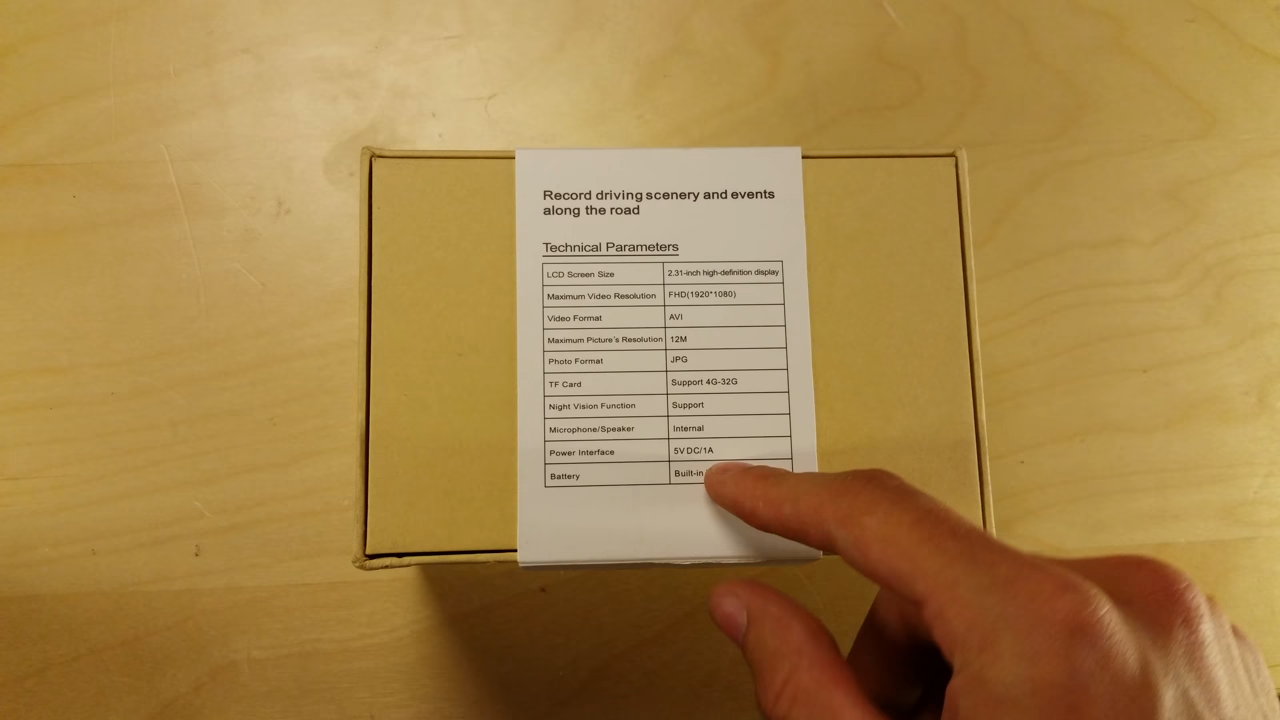 Record driving scenery and events
along the road
Technical Parameters
LCD Screen Size 2.31-inch high-definition display
Maximum Video Resolution FHD(1920*1080)
Video Format AVI
Maximum Picture's Resolution 12M
Photo Format JPG
TF Card Support 4G-32G
Night Vision Function Support
Microphone/Speaker Internal
Power Interface 5V DC/1A
Battery Built-in